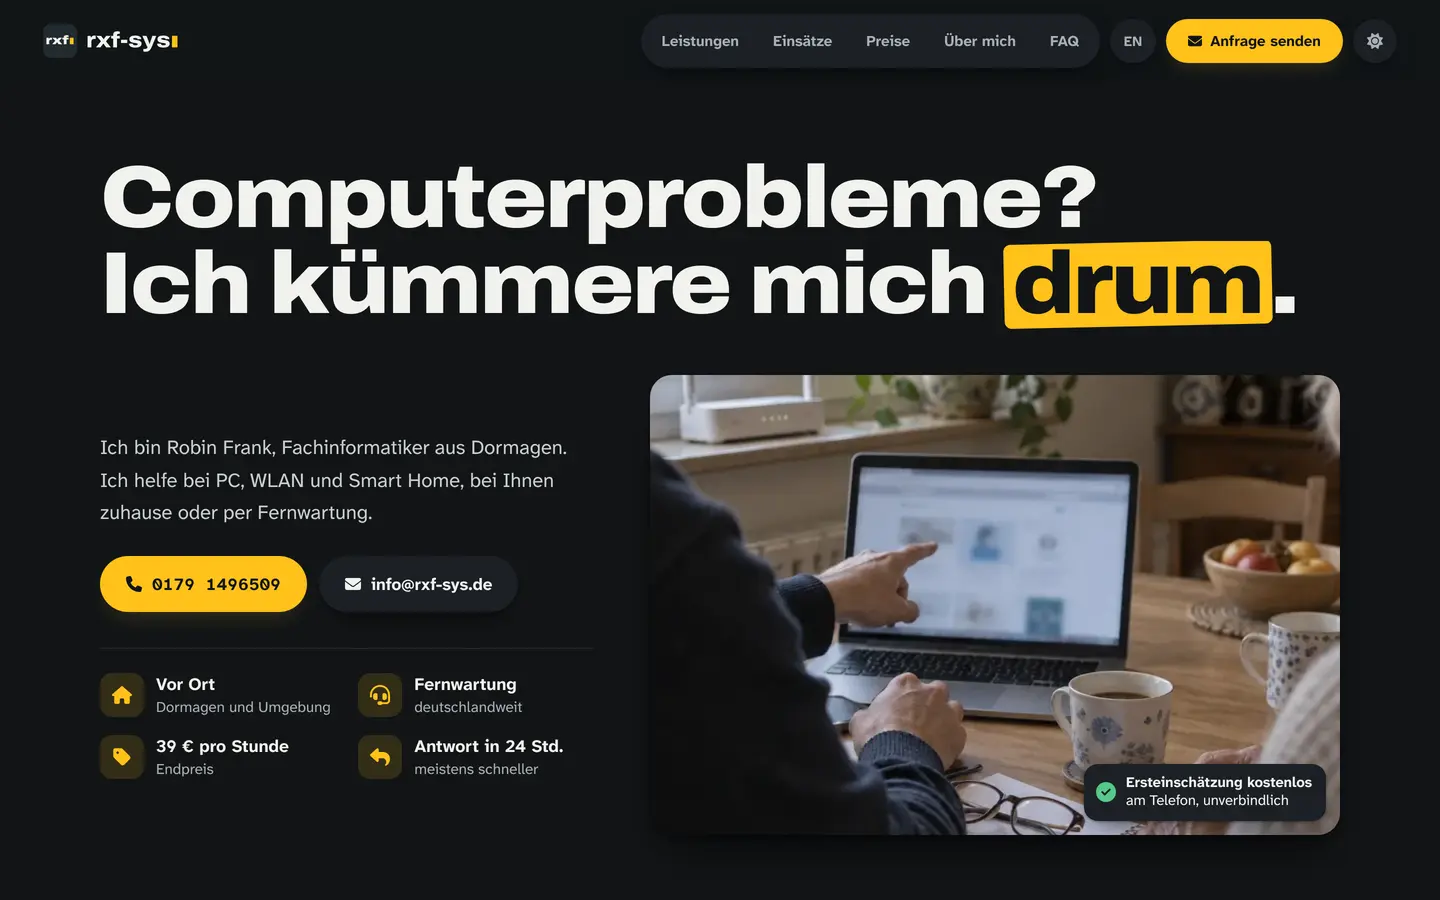 rxf rxf-sys
Leistungen Einsätze Preise Über mich FAQ EN Anfrage senden
Computerprobleme?
Ich kümmere mich drum.
Ich bin Robin Frank, Fachinformatiker aus Dormagen.
Ich helfe bei PC, WLAN und Smart Home, bei Ihnen
zuhause oder per Fernwartung.
0179 1496509 info@rxf-sys.de
Vor Ort
Dormagen und Umgebung
Fernwartung
deutschlandweit
39 € pro Stunde
Endpreis
Antwort in 24 Std.
meistens schneller
Ersteinschätzung kostenlos
am Telefon, unverbindlich